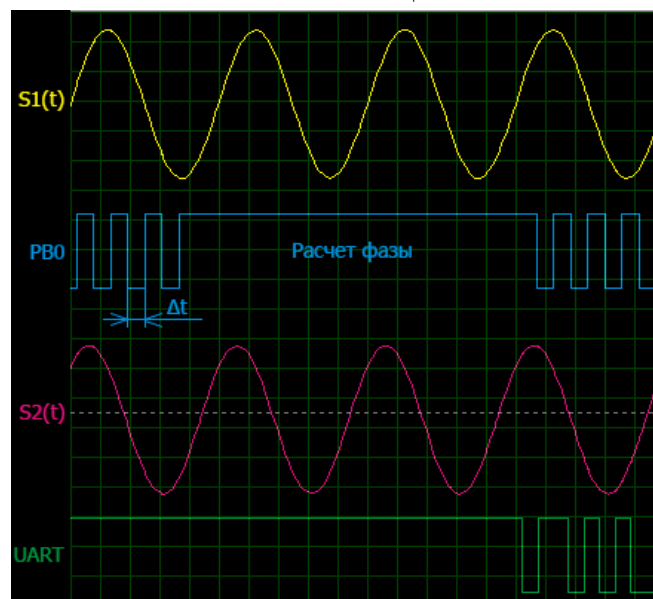 S1(t)
PB0
Расчет фазы
Δt
S2(t)
UART